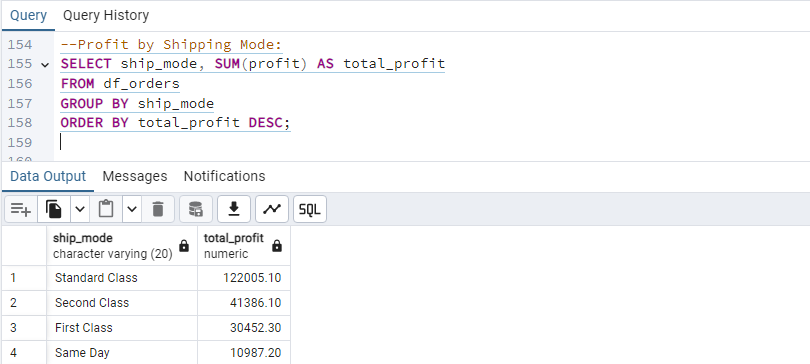 Query Query History
154 --Profit by Shipping Mode:
155 SELECT ship_mode, SUM(profit) AS total_profit
156 FROM df_orders
157 GROUP BY ship_mode
158 ORDER BY total_profit DESC;
159
Data Output Messages Notifications
SQL
ship_mode total_profit
character varying (20) numeric
1 Standard Class 122005.10
2 Second Class 41386.10
3 First Class 30452.30
4 Same Day 10987.20